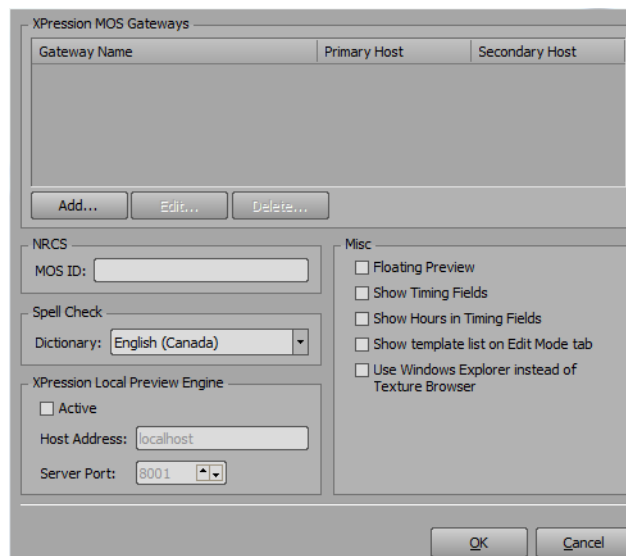 XPression MOS Gateways
Gateway Name Primary Host Secondary Host
Add... Edit... Delete...
NRCS
MOS ID:
Spell Check
Dictionary: English (Canada)
XPression Local Preview Engine
Active
Host Address: localhost
Server Port: 8001
Misc
Floating Preview
Show Timing Fields
Show Hours in Timing Fields
Show template list on Edit Mode tab
Use Windows Explorer instead of
Texture Browser
OK Cancel